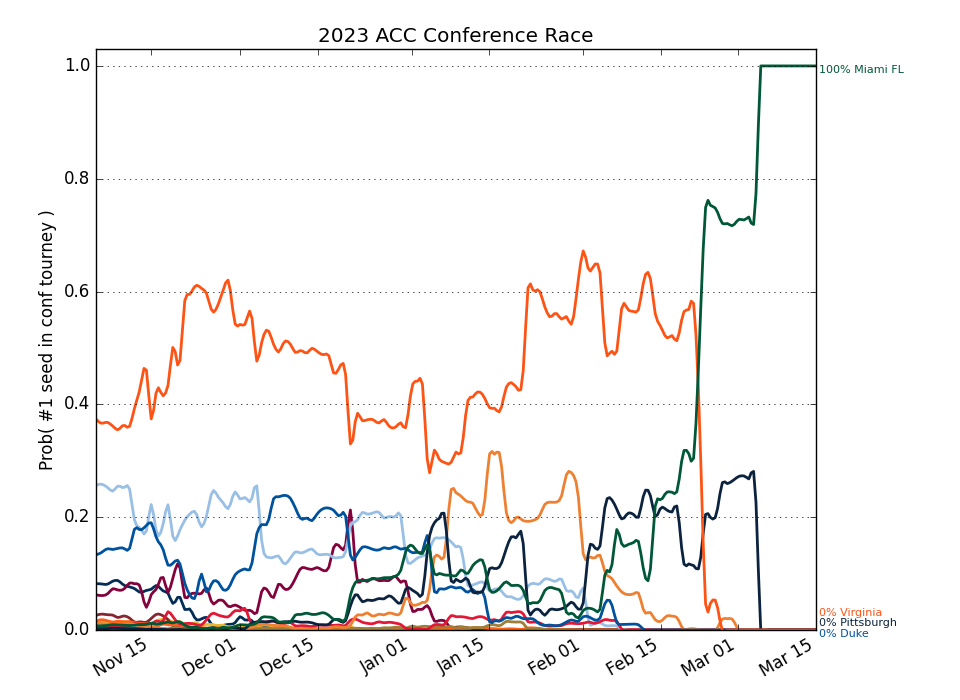 2023 ACC Conference Race
Prob( #1 seed in conf tourney )
1.0
0.8
0.6
0.4
0.2
0.0
Nov 15
Dec 01
Dec 15
Jan 01
Jan 15
Feb 01
Feb 15
Mar 01
Mar 15
100% Miami FL
0% Virginia
0% Pittsburgh
0% Duke